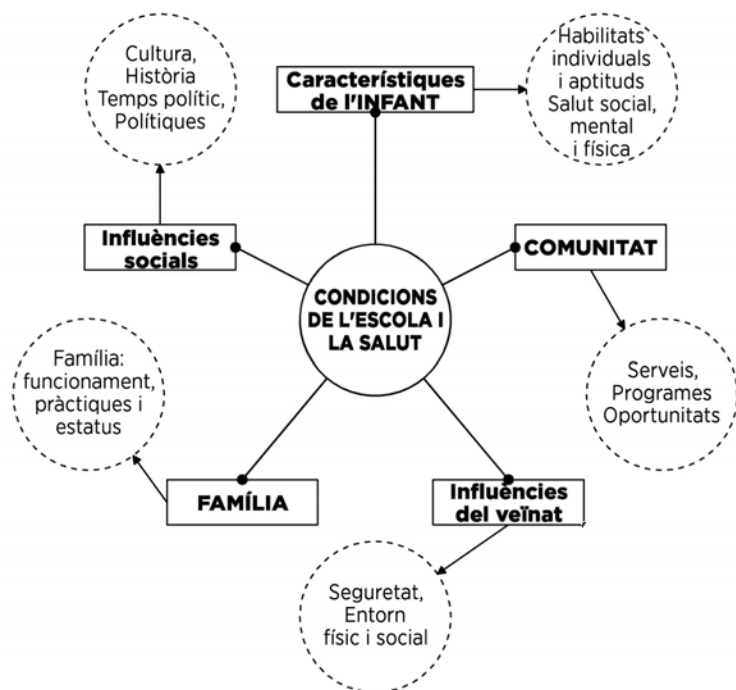 Cultura,
Història
Temps polític,
Polítiques
Característiques
de l'INFANT
Habilitats
individuals
i aptituds
Salut social,
mental
i física
Influències
socials
COMUNITAT
CONDICIONS
DE L'ESCOLA I
LA SALUT
Família:
funcionament,
pràctiques i
estatus
Serveis,
Programes
Oportunitats
FAMÍLIA
Influències
del veïnat
Seguretat,
Entorn
físic i social